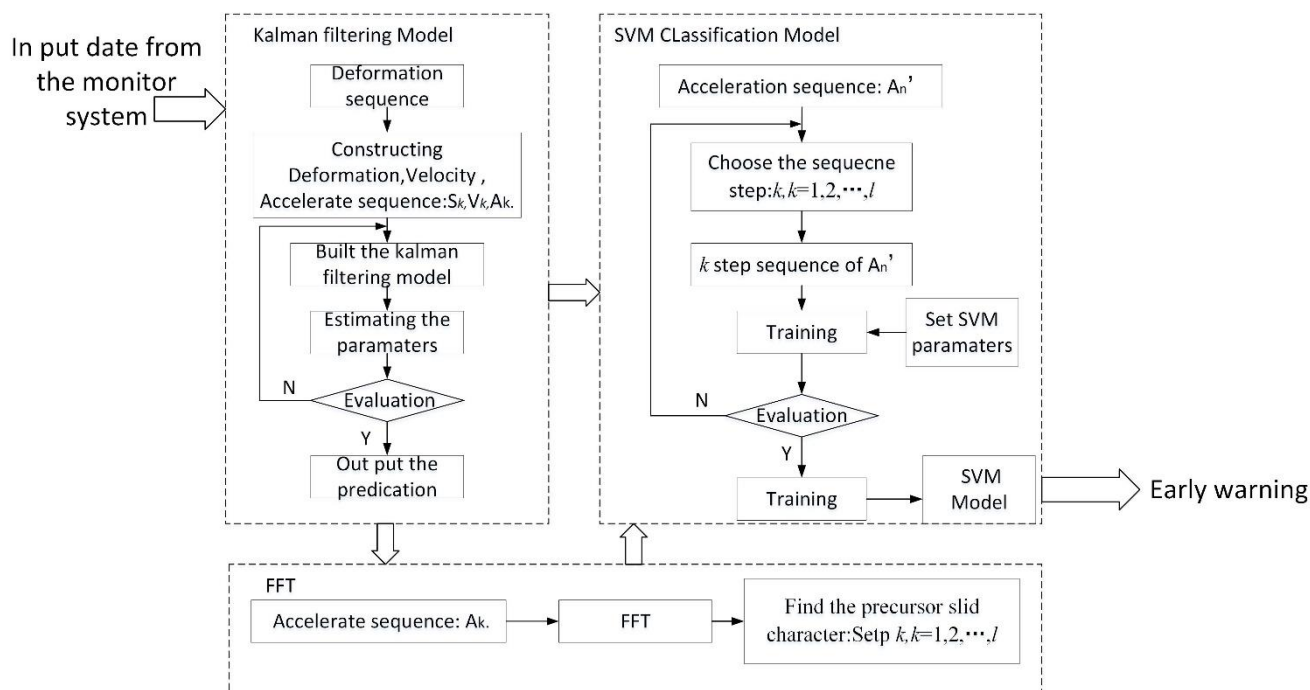 In put date from
the monitor
system
Kalman filtering Model
Deformation
sequence
Constructing
Deformation,Velocity ,
Accelerate sequence:Sk,Vk,Ak.
Built the kalman
filtering model
Estimating the
paramaters
N
Evaluation
Y
Out put the
predication
SVM CLassification Model
Acceleration sequence: An’
Choose the sequecne
step:k,k=1,2,⋯,l
k step sequence of An’
Training
Set SVM
paramaters
N
Evaluation
Y
Training
SVM
Model
Early warning
FFT
Accelerate sequence: Ak.
FFT
Find the precursor slid
character:Setp k,k=1,2,⋯,l